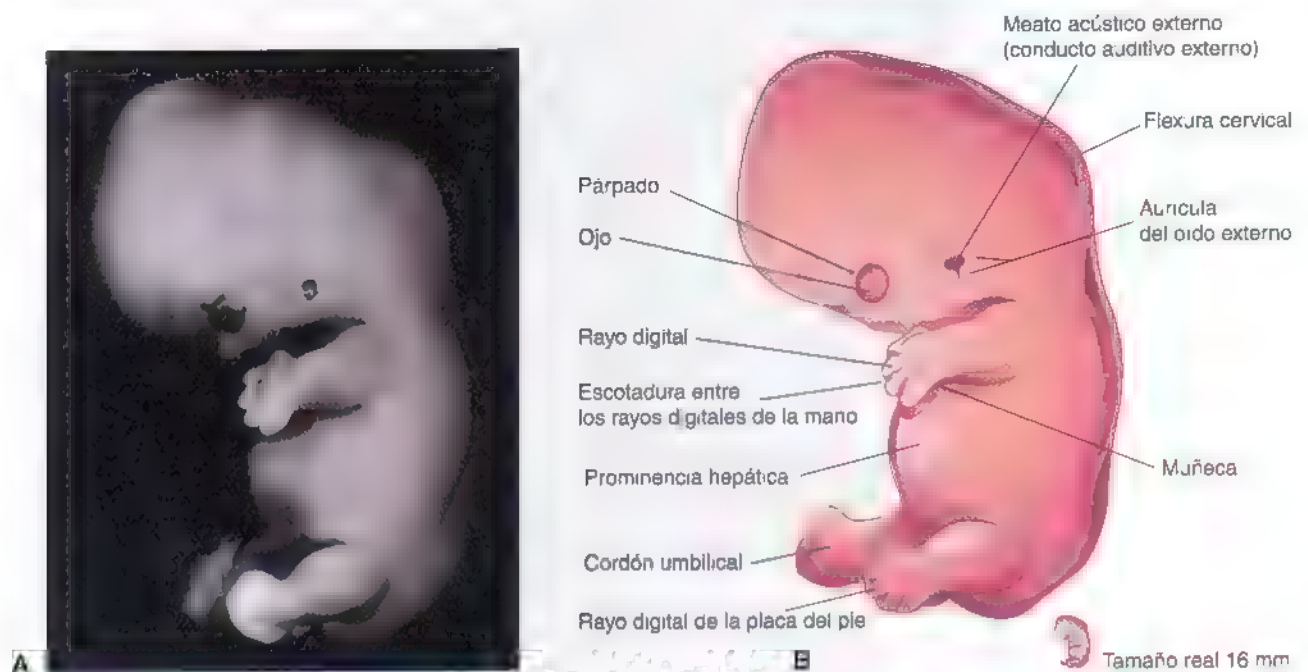 Meato acústico externo
(conducto auditivo externo)
Flexura cervical
Párpado
Aurícula
del oído externo
Ojo
Rayo digital
Escotadura entre
los rayos digitales de la mano
Prominencia hepática
Muñeca
Cordón umbilical
Rayo digital de la placa del pie
A
B
Tamaño real 16 mm